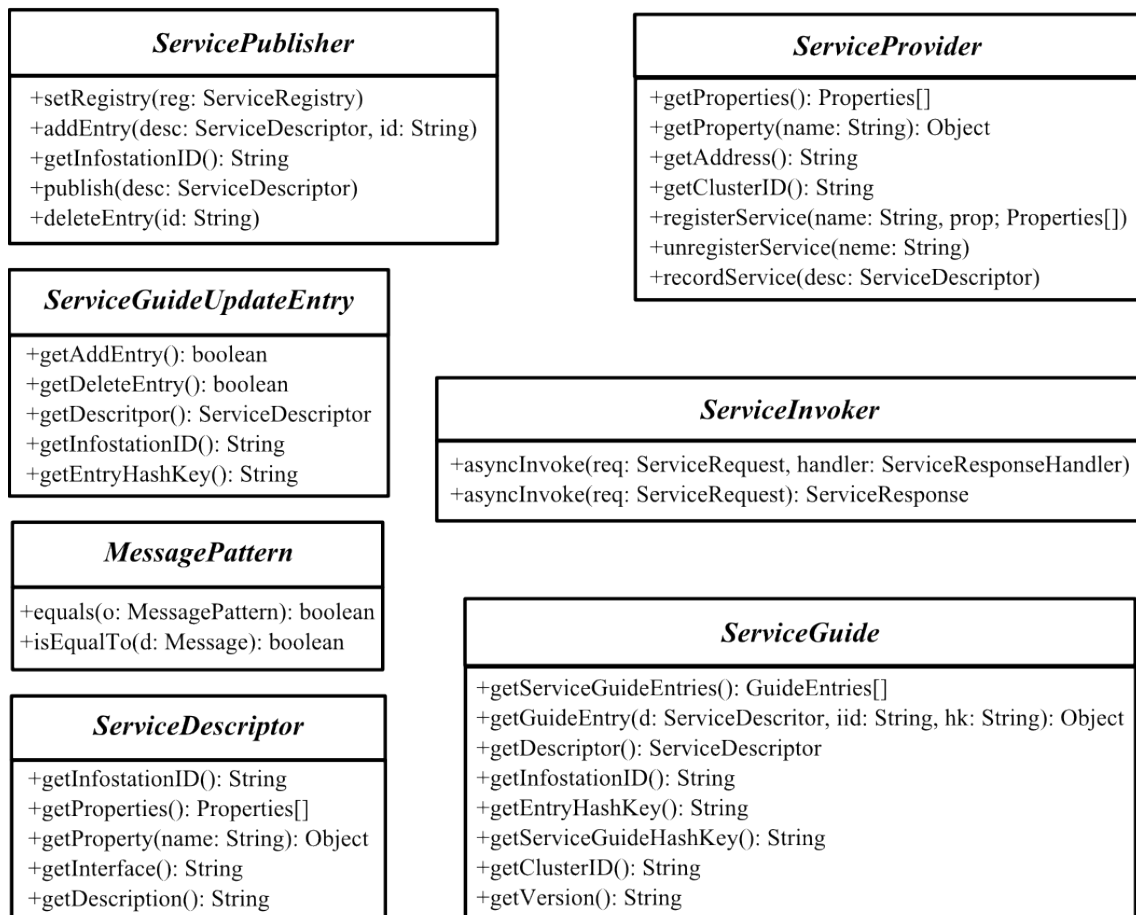 ServicePublisher
+setRegistry(reg: ServiceRegistry)
+addEntry(desc: ServiceDescriptor, id: String)
+getInfostationID(): String
+publish(desc: ServiceDescriptor)
+deleteEntry(id: String)
ServiceProvider
+getProperties(): Properties[]
+getProperty(name: String): Object
+getAddress(): String
+getClusterID(): String
+registerService(name: String, prop; Properties[])
+unregisterService(neme: String)
+recordService(desc: ServiceDescriptor)
ServiceGuideUpdateEntry
+getAddEntry(): boolean
+getDeleteEntry(): boolean
+getDescritpor(): ServiceDescriptor
+getInfostationID(): String
+getEntryHashKey(): String
ServiceInvoker
+asyncInvoke(req: ServiceRequest, handler: ServiceResponseHandler)
+asyncInvoke(req: ServiceRequest): ServiceResponse
MessagePattern
+equals(o: MessagePattern): boolean
+isEqualTo(d: Message): boolean
ServiceGuide
+getServiceGuideEntries(): GuideEntries[]
+getGuideEntry(d: ServiceDescritor, iid: String, hk: String): Object
+getDescriptor(): ServiceDescriptor
+getInfostationID(): String
+getEntryHashKey(): String
+getServiceGuideHashKey(): String
+getClusterID(): String
+getVersion(): String
ServiceDescriptor
+getInfostationID(): String
+getProperties(): Properties[]
+getProperty(name: String): Object
+getInterface(): String
+getDescription(): String